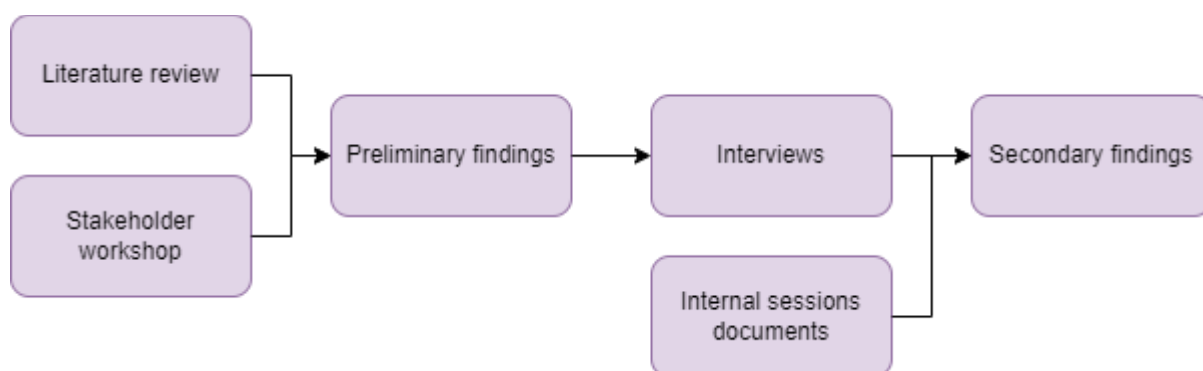 Literature review
Preliminary findings
Interviews
Secondary findings
Stakeholder
workshop
Internal sessions
documents